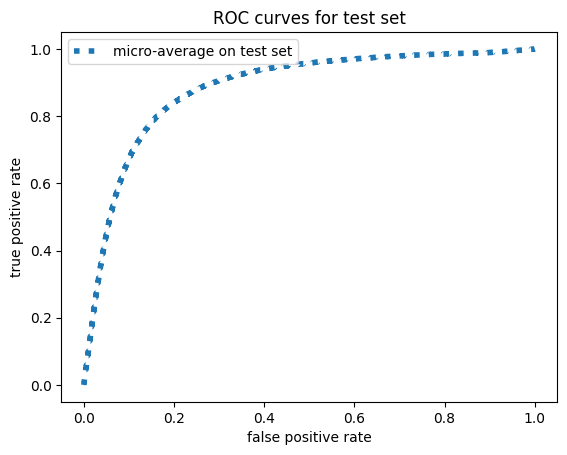 ROC curves for test set
micro-average on test set
true positive rate
1.0
0.8
0.6
0.4
0.2
0.0
0.0 0.2 0.4 0.6 0.8 1.0
false positive rate